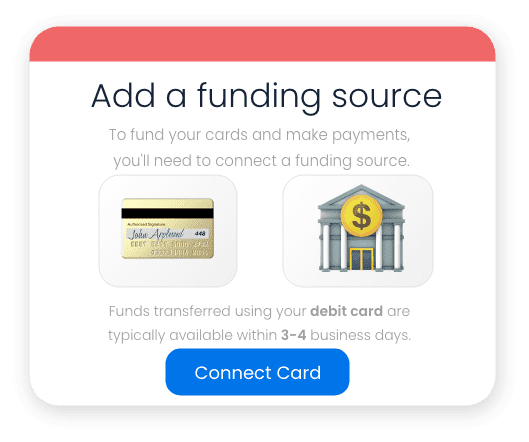 Add a funding source
To fund your cards and make payments,
you'll need to connect a funding source.
Authorized Signature
John Appleseed 448
$
Funds transferred using your debit card are
typically available within 3-4 business days.
Connect Card